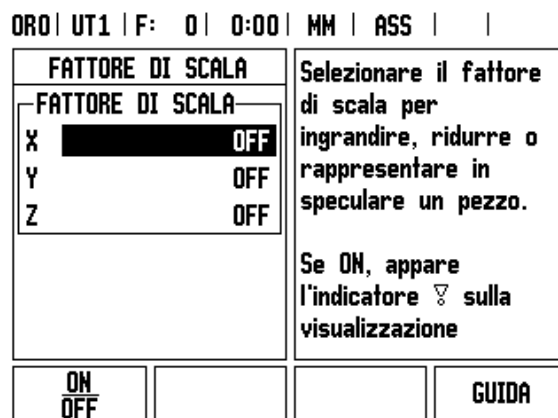 ORO| UT1 | F: 0| 0:00| MM | ASS | |
FATTORE DI SCALA
FATTORE DI SCALA
X OFF
Y OFF
Z OFF
Selezionare il fattore
di scala per
ingrandire, ridurre o
rappresentare in
speculare un pezzo.
Se ON, appare
l'indicatore sulla
visualizzazione
ON
OFF
GUIDA